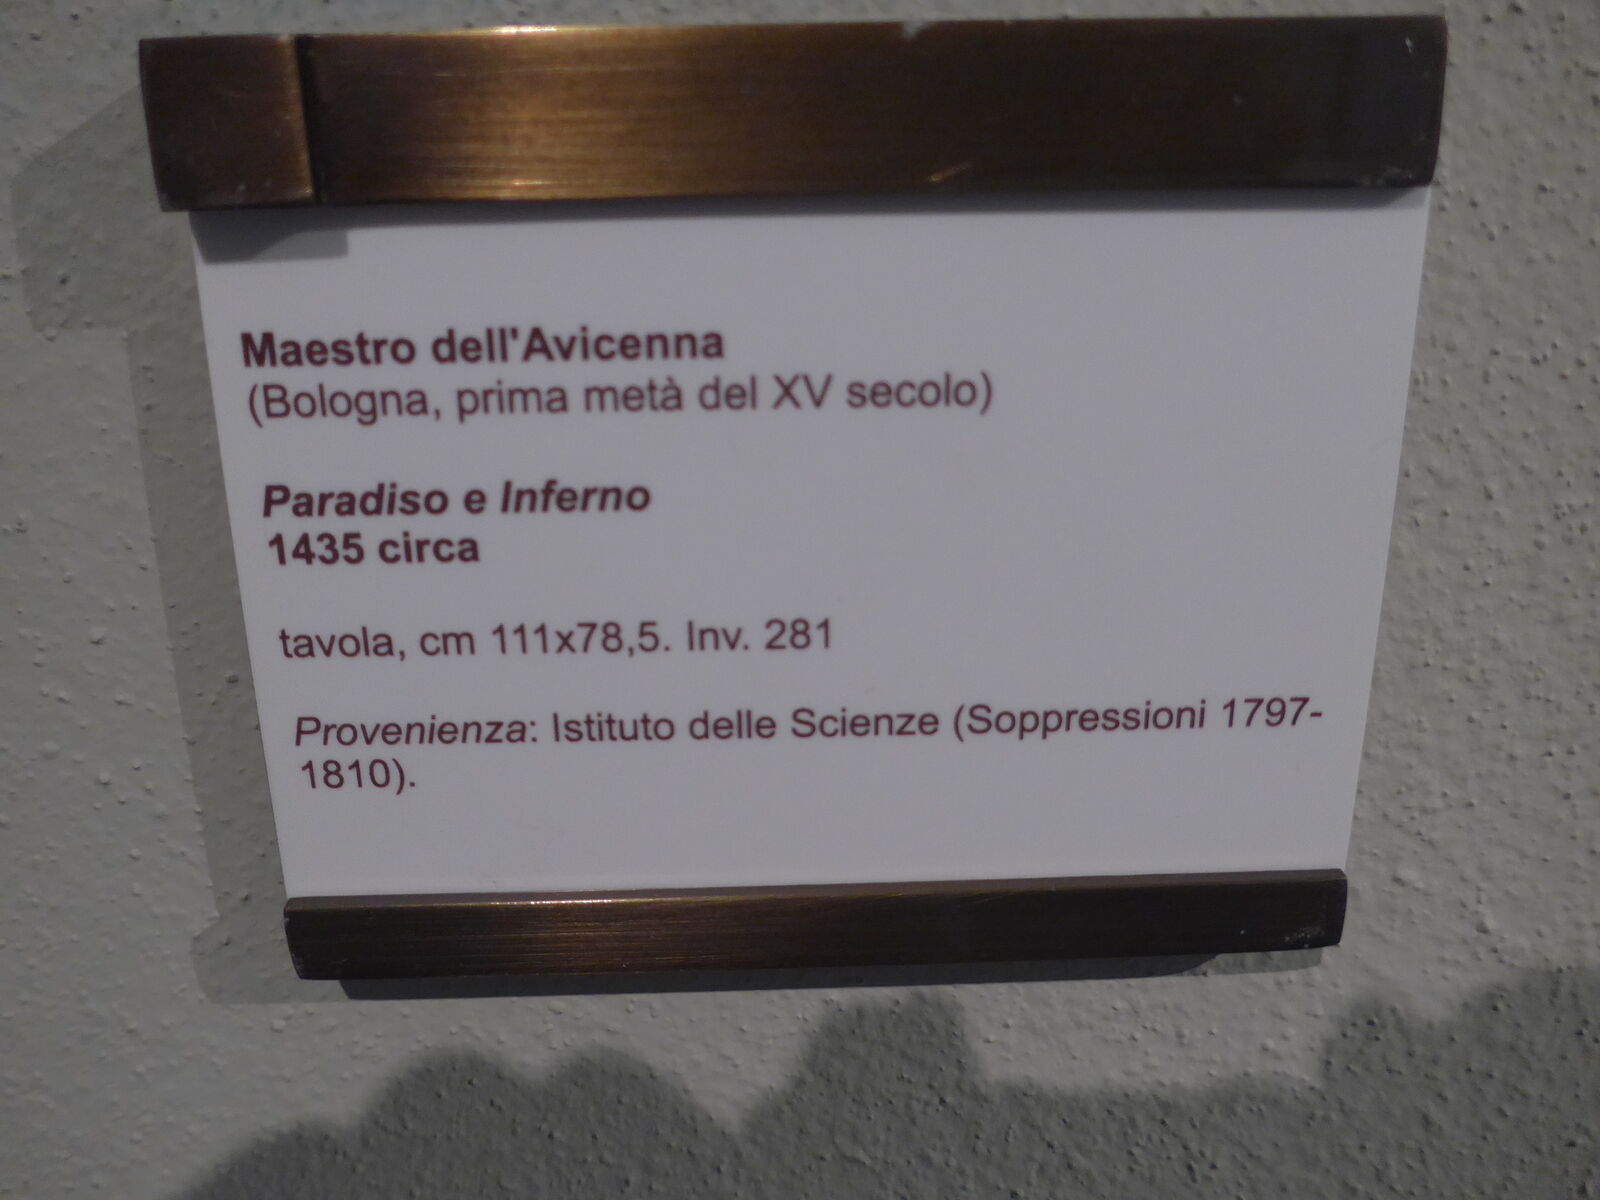 Maestro dell'Avicenna
(Bologna, prima metà del XV secolo)
Paradiso e Inferno
1435 circa
tavola, cm 111x78,5. Inv. 281
Provenienza: Istituto delle Scienze (Soppressioni 1797-
1810).